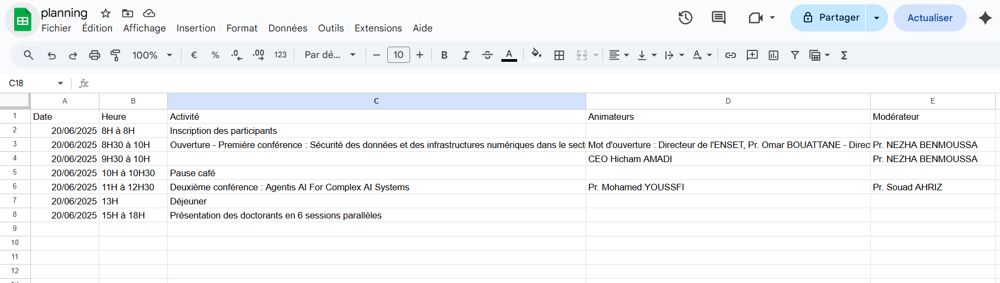 planning
Fichier Édition Affichage Insertion Format Données Outils Extensions Aide
Partager
Actualiser
100% € % .0 .00 123 Par dé... 10 B I A
C18 fx
A B C D E
1 Date Heure Activité Animateurs Modérateur
2 20/06/2025 8H à 8H Inscription des participants
3 20/06/2025 8H30 à 10H Ouverture - Première conférence : Sécurité des données et des infrastructures numériques dans le sect Mot d'ouverture : Directeur de l'ENSET, Pr. Omar BOUATTANE - Direc Pr. NEZHA BENMOUSSA
4 20/06/2025 9H30 à 10H CEO Hicham AMADI Pr. NEZHA BENMOUSSA
5 20/06/2025 10H à 10H30 Pause café
6 20/06/2025 11H à 12H30 Deuxième conférence : Agentis AI For Complex AI Systems Pr. Mohamed YOUSSFI Pr. Souad AHRIZ
7 20/06/2025 13H Déjeuner
8 20/06/2025 15H à 18H Présentation des doctorants en 6 sessions parallèles
9
10
11
12